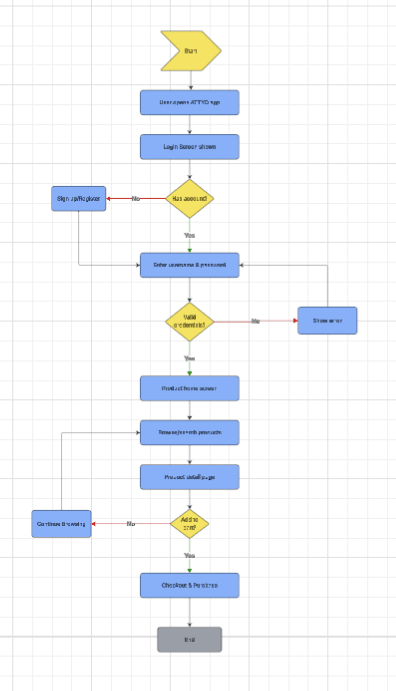 Start
User opens ATTYD app
Login Screen shown
Has account?
No
Sign up/Register
Yes
Enter username & password
Valid
credentials?
No
Show error
Yes
Product home screen
Browse/search products
Product detail page
Add to
cart?
No
Continue Browsing
Yes
Checkout & Purchase
End